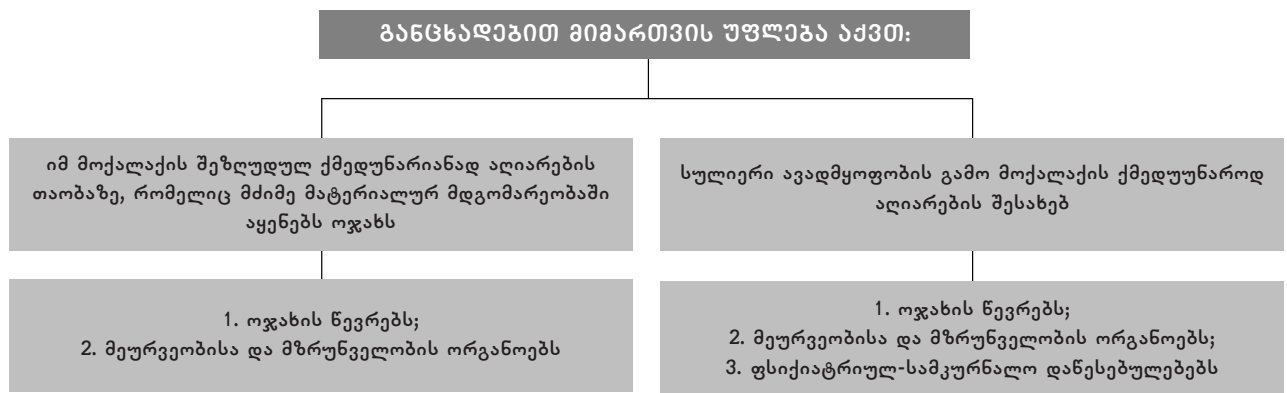 განცხადებით მიმართვის უფლება აქვთ:
იმ მოქალაქის შეზღუდულ ქმედუნარიანად აღიარების
თაობაზე, რომელიც მძიმე მატერიალურ მდგომარეობაში
აყენებს ოჯახს
1. ოჯახის წევრებს;
2. მეურვეობისა და მზრუნველობის ორგანოებს
სულიერი ავადმყოფობის გამო მოქალაქის ქმედუუნაროდ
აღიარების შესახებ
1. ოჯახის წევრებს;
2. მეურვეობისა და მზრუნველობის ორგანოებს;
3. ფსიქიატრიულ-სამკურნალო დაწესებულებებს